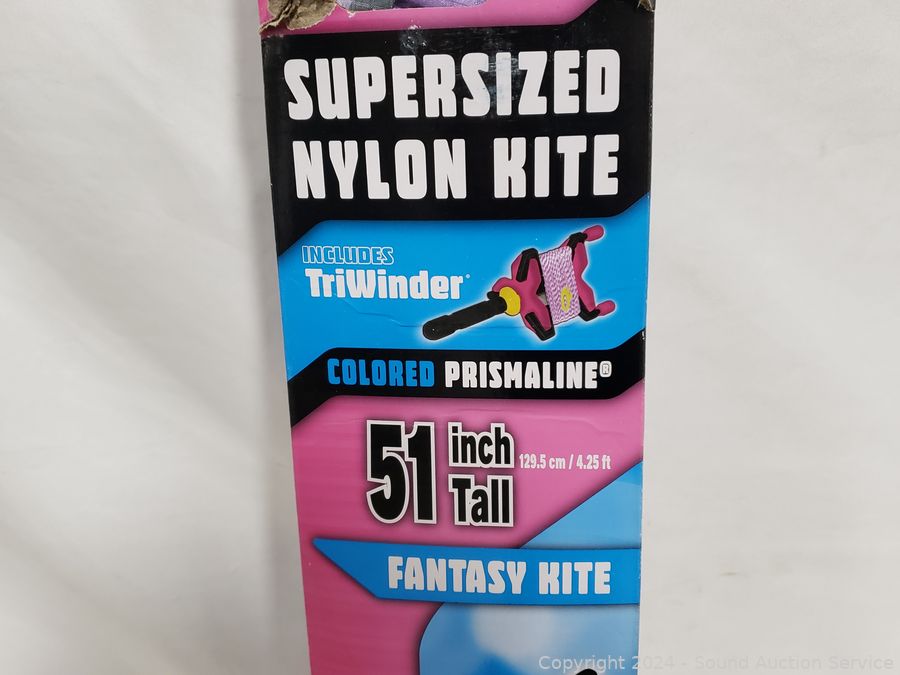 SUPERSIZED
NYLON KITE
INCLUDES
TriWinder
COLORED PRISMALINE®
51 inch Tall
129.5 cm / 4.25 ft
FANTASY KITE
Copyright 2024 - Sound Auction Service